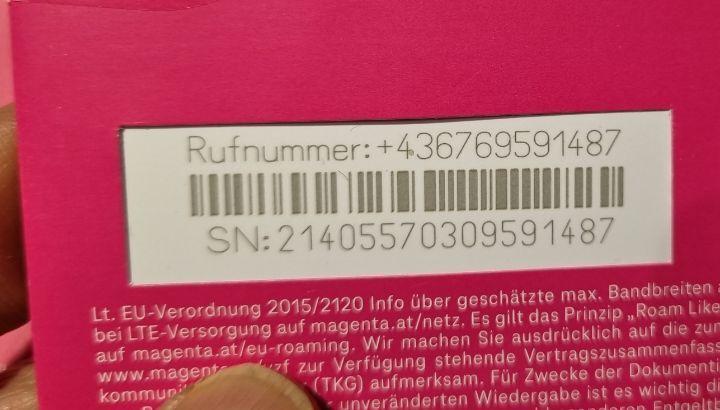 Rufnummer: +436769591487
SN: 21405570309591487
Lt. EU-Verordnung 2015/2120 Info über geschätzte max. Bandbreiten
bei LTE-Versorgung auf magenta.at/netz. Es gilt das Prinzip „Roam Like
auf magenta.at/eu-roaming. Wir machen Sie ausdrücklich auf die
zur Verfügung stehende
(TKG) aufmerksam. Für Zwecke der
unveränderten Wiedergabe ist es wichtig